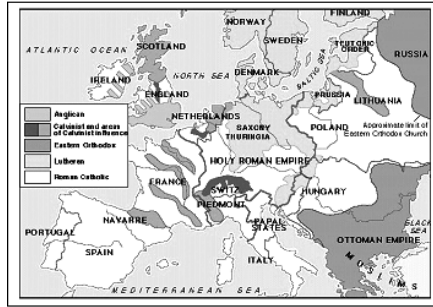 NORWAY
FINLAND
SWEDEN
TEUTONIC
ORDER
RUSSIA
ATLANTIC OCEAN
SCOTLAND
NORTH SEA
DENMARK
BALTIC SEA
IRELAND
ENGLAND
PRUSSIA
LITHUANIA
NETHERLANDS
SAXONY
THURINGIA
POLAND
Approximate limit of
Eastern Orthodox Church
Anglican
Calvinist and areas
of Calvinist influence
Eastern Orthodox
Lutheren
Roman Catholic
HOLY ROMAN EMPIRE
FRANCE
SWITZ
HUNGARY
PIEDMONT
NAVARRE
PAPAL
STATES
BLACK
SEA
OTTOMAN EMPIRE
PORTUGAL
SPAIN
ITALY
MOSLIMS
MEDITERRANEAN SEA